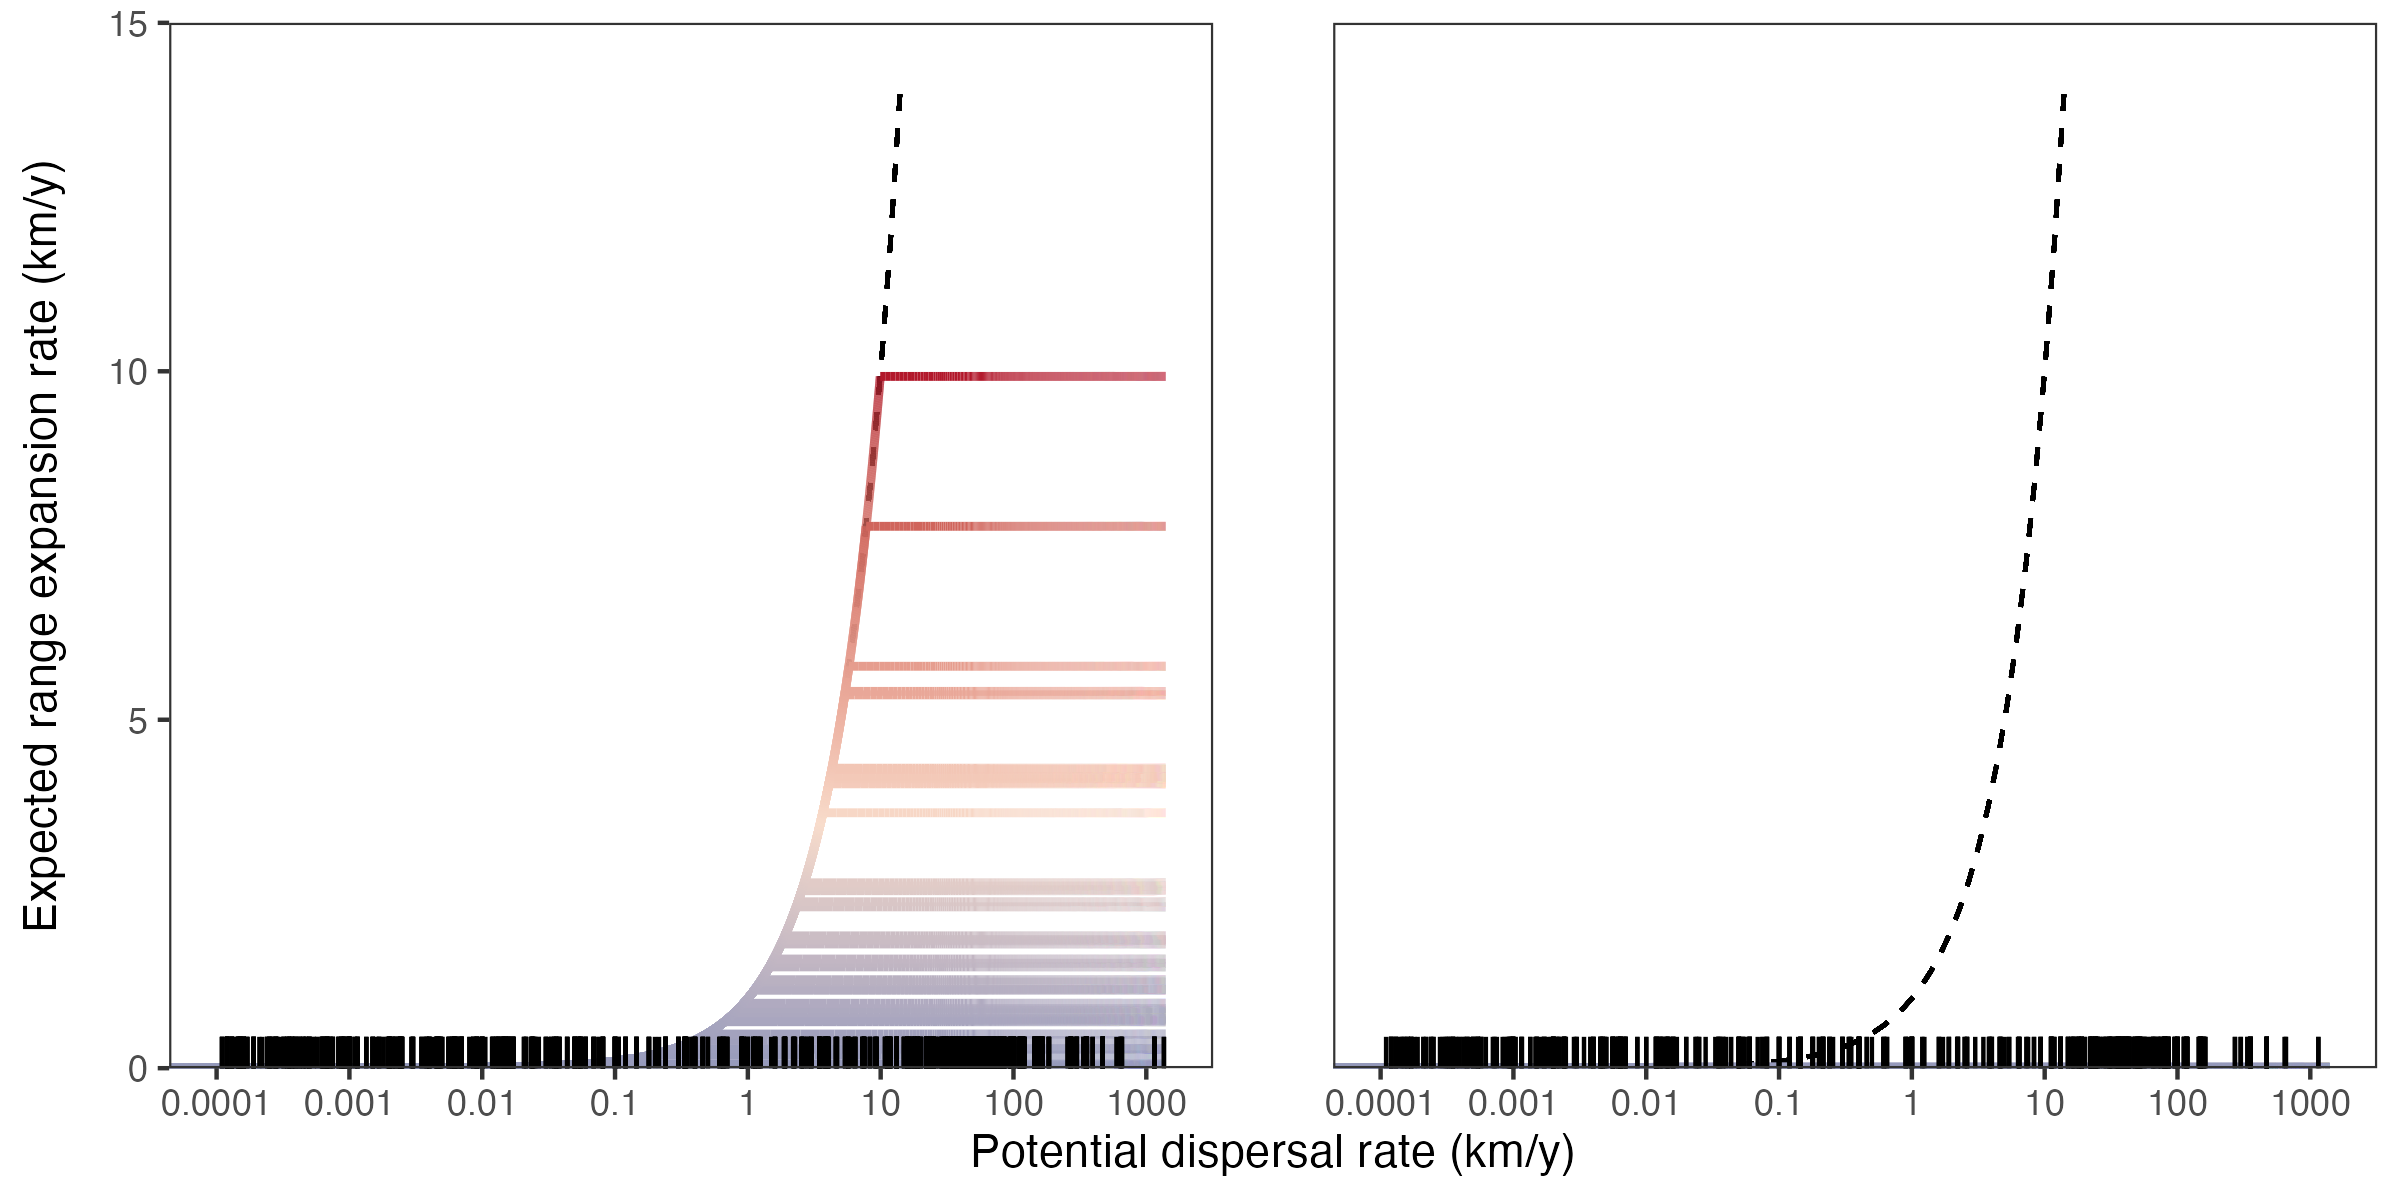 Expected range expansion rate (km/y)
15
10
5
0
0.0001 0.001 0.01 0.1 1 10 100 1000
0.0001 0.001 0.01 0.1 1 10 100 1000
Potential dispersal rate (km/y)